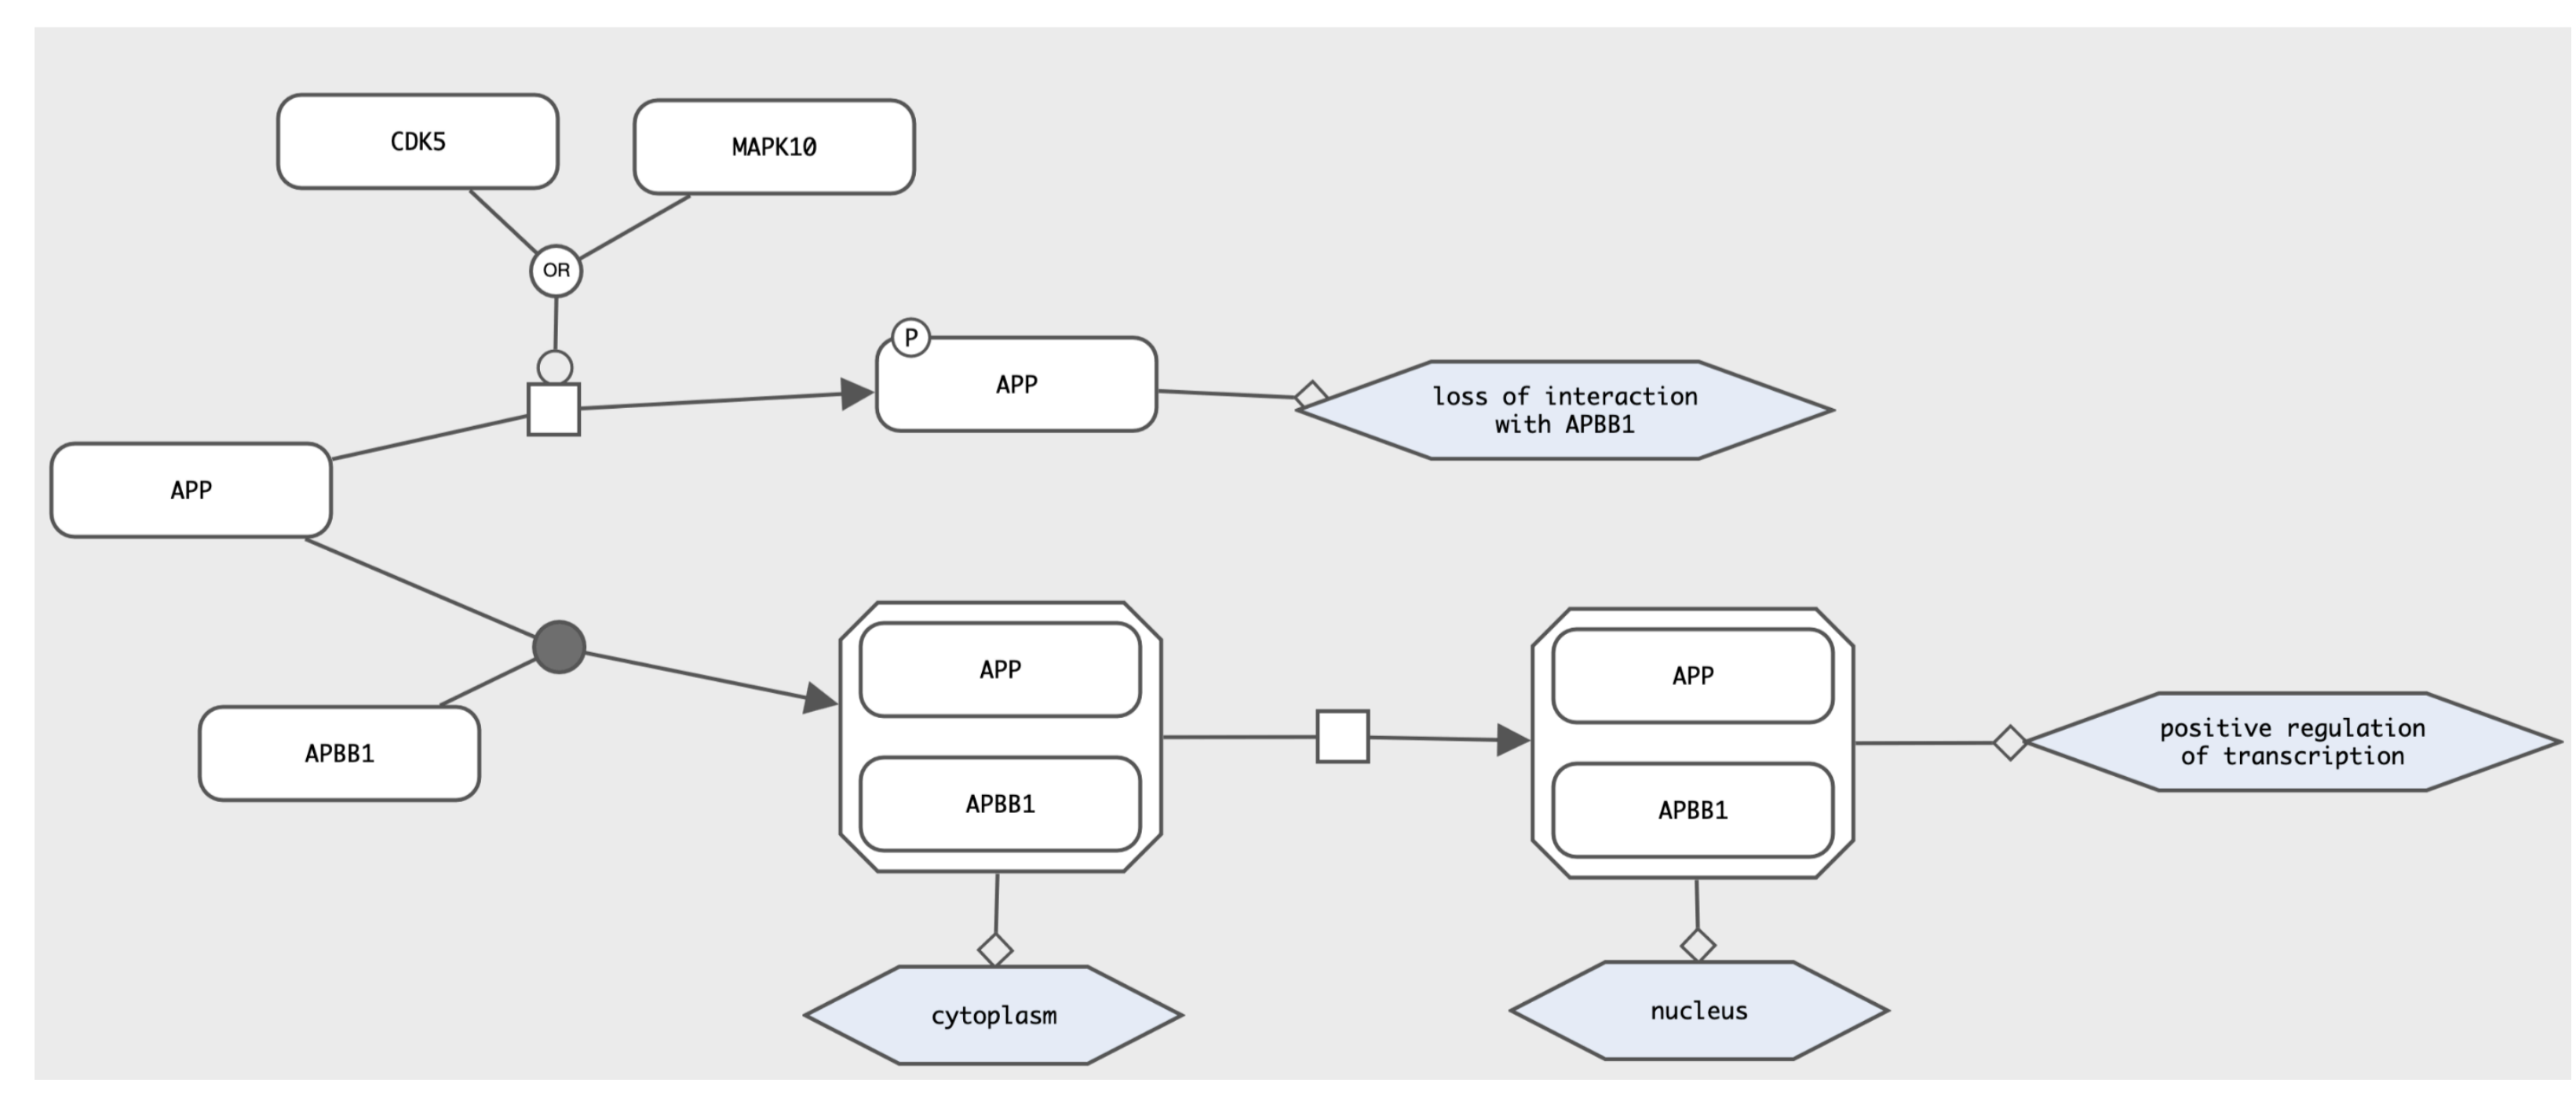 CDK5
MAPK10
OR
P
APP
loss of interaction
with APBB1
APP
APP
APP
positive regulation
of transcription
APBB1
APBB1
APBB1
cytoplasm
nucleus